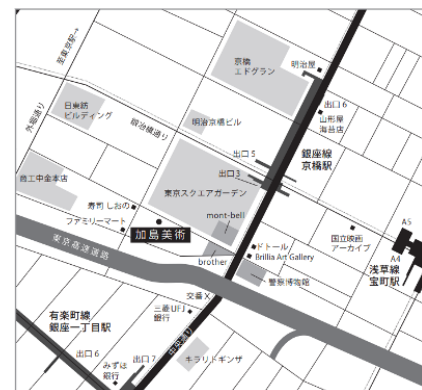 至東京駅→
京橋
エドグラン
明治屋
外堀通り
日東紡
ビルディング
鍛冶橋通り
明治京橋ビル
出口6
山形屋
海苔店
銀座線
京橋駅
出口5
出口3
商工中金本店
東京スクエアガーデン
寿司 しおの
ファミリーマート
加島美術
mont-bell
国立映画
アーカイブ
A5
A4
浅草線
宝町駅
東京高速道路
brother
ドトール
Brillia Art Gallery
警察博物館
交番 X
三菱UFJ
銀行
有楽町線
銀座一丁目駅
中央通り
出口6
みずほ
銀行
出口7
キラリトギンザ